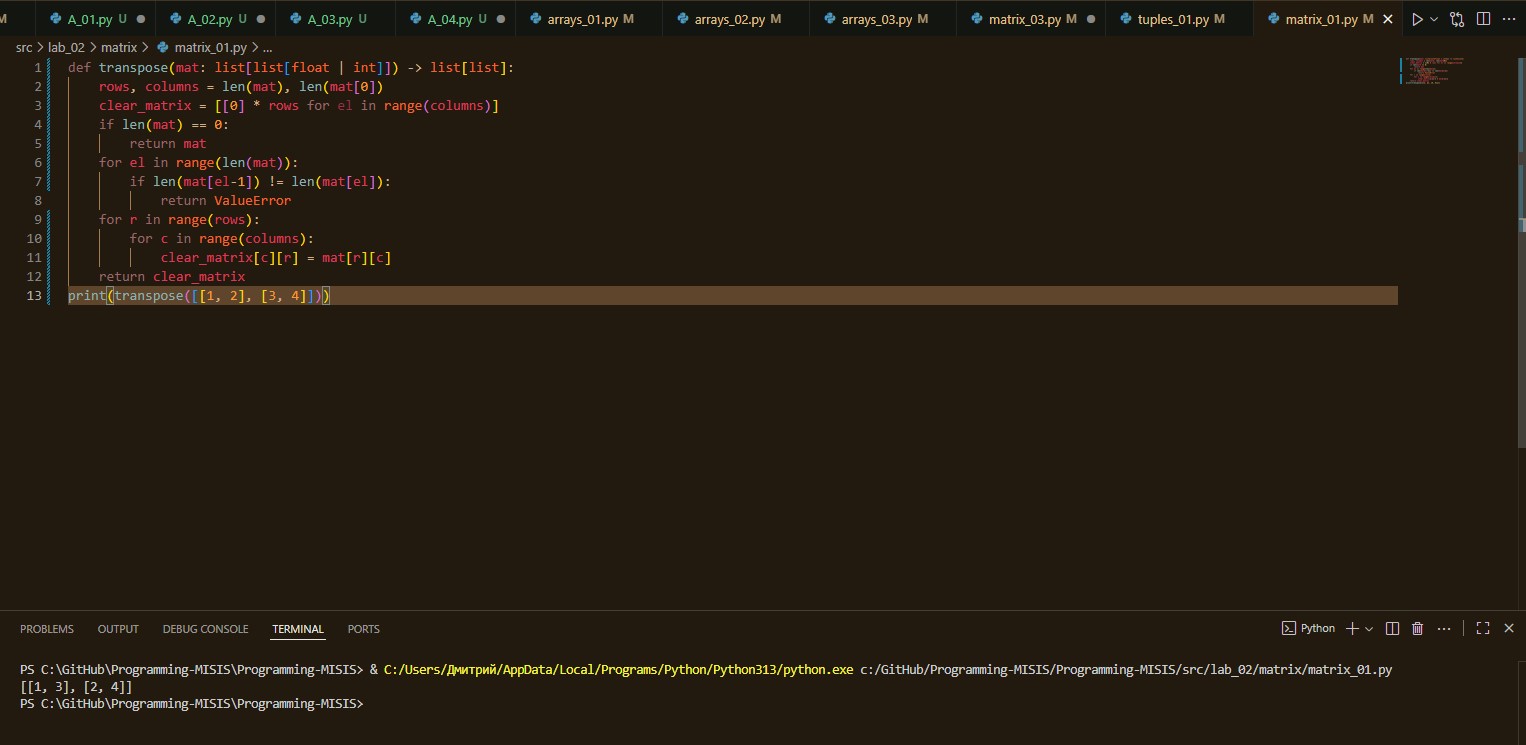 M A_01.py U A_02.py U A_03.py U A_04.py U arrays_01.py M arrays_02.py M arrays_03.py M matrix_03.py M tuples_01.py M matrix_01.py M
src > lab_02 > matrix > matrix_01.py > ...
1 def transpose(mat: list[list[float | int]]) -> list[list]:
2     rows, columns = len(mat), len(mat[0])
3     clear_matrix = [[0] * rows for el in range(columns)]
4     if len(mat) == 0:
5         return mat
6     for el in range(len(mat)):
7         if len(mat[el-1]) != len(mat[el]):
8             return ValueError
9     for r in range(rows):
10         for c in range(columns):
11             clear_matrix[c][r] = mat[r][c]
12     return clear_matrix
13 print(transpose([[1, 2], [3, 4]]))
PROBLEMS OUTPUT DEBUG CONSOLE TERMINAL PORTS Python
PS C:\GitHub\Programming-MISIS\Programming-MISIS> & C:/Users/Дмитрий/AppData/Local/Programs/Python/Python313/python.exe c:/GitHub/Programming-MISIS/Programming-MISIS/src/lab_02/matrix/matrix_01.py
[[1, 3], [2, 4]]
PS C:\GitHub\Programming-MISIS\Programming-MISIS>